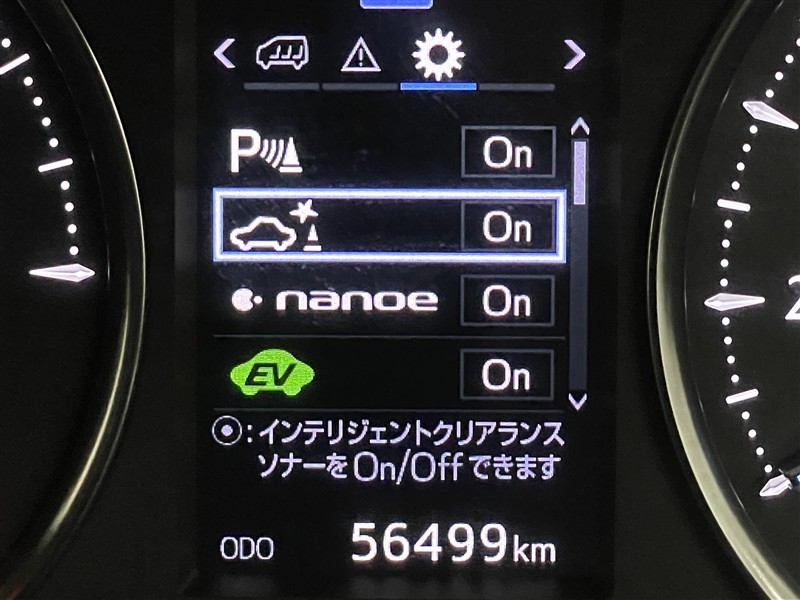 P On
On
nanoe On
EV On
⦿:インテリジェントクリアランス
ソナーをOn/Offできます
ODO 56499km
2